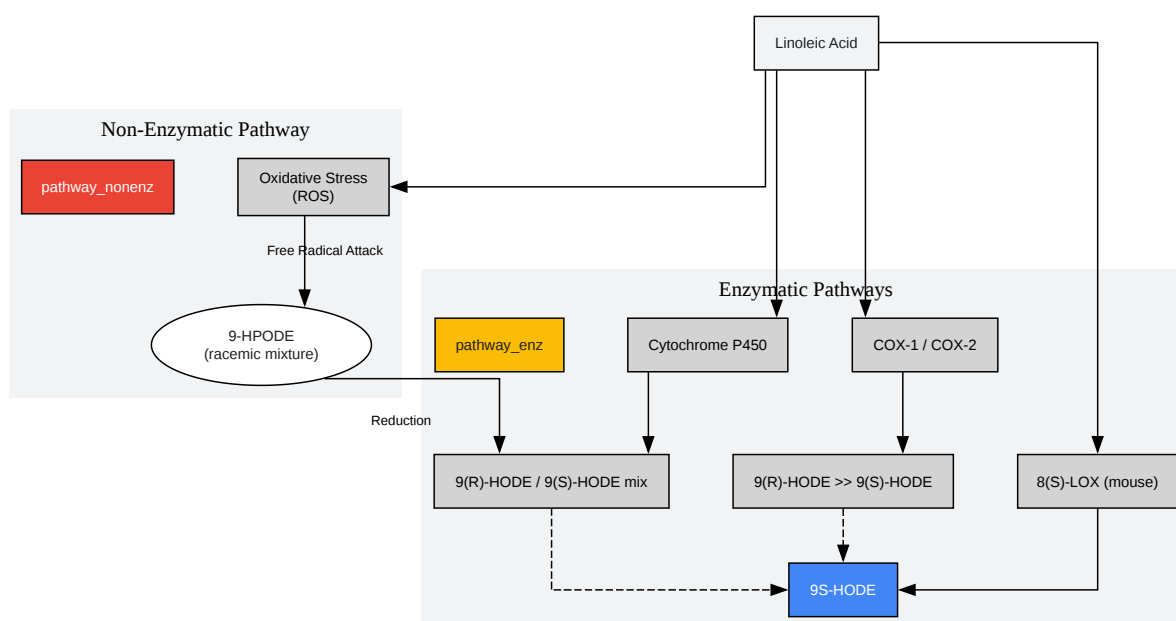 Linoleic Acid
Non-Enzymatic Pathway
pathway_nonenz
Oxidative Stress
(ROS)
Free Radical Attack
9-HPODE
(racemic mixture)
Reduction
Enzymatic Pathways
pathway_enz
Cytochrome P450
COX-1 / COX-2
9(R)-HODE / 9(S)-HODE mix
9(R)-HODE >> 9(S)-HODE
8(S)-LOX (mouse)
9S-HODE